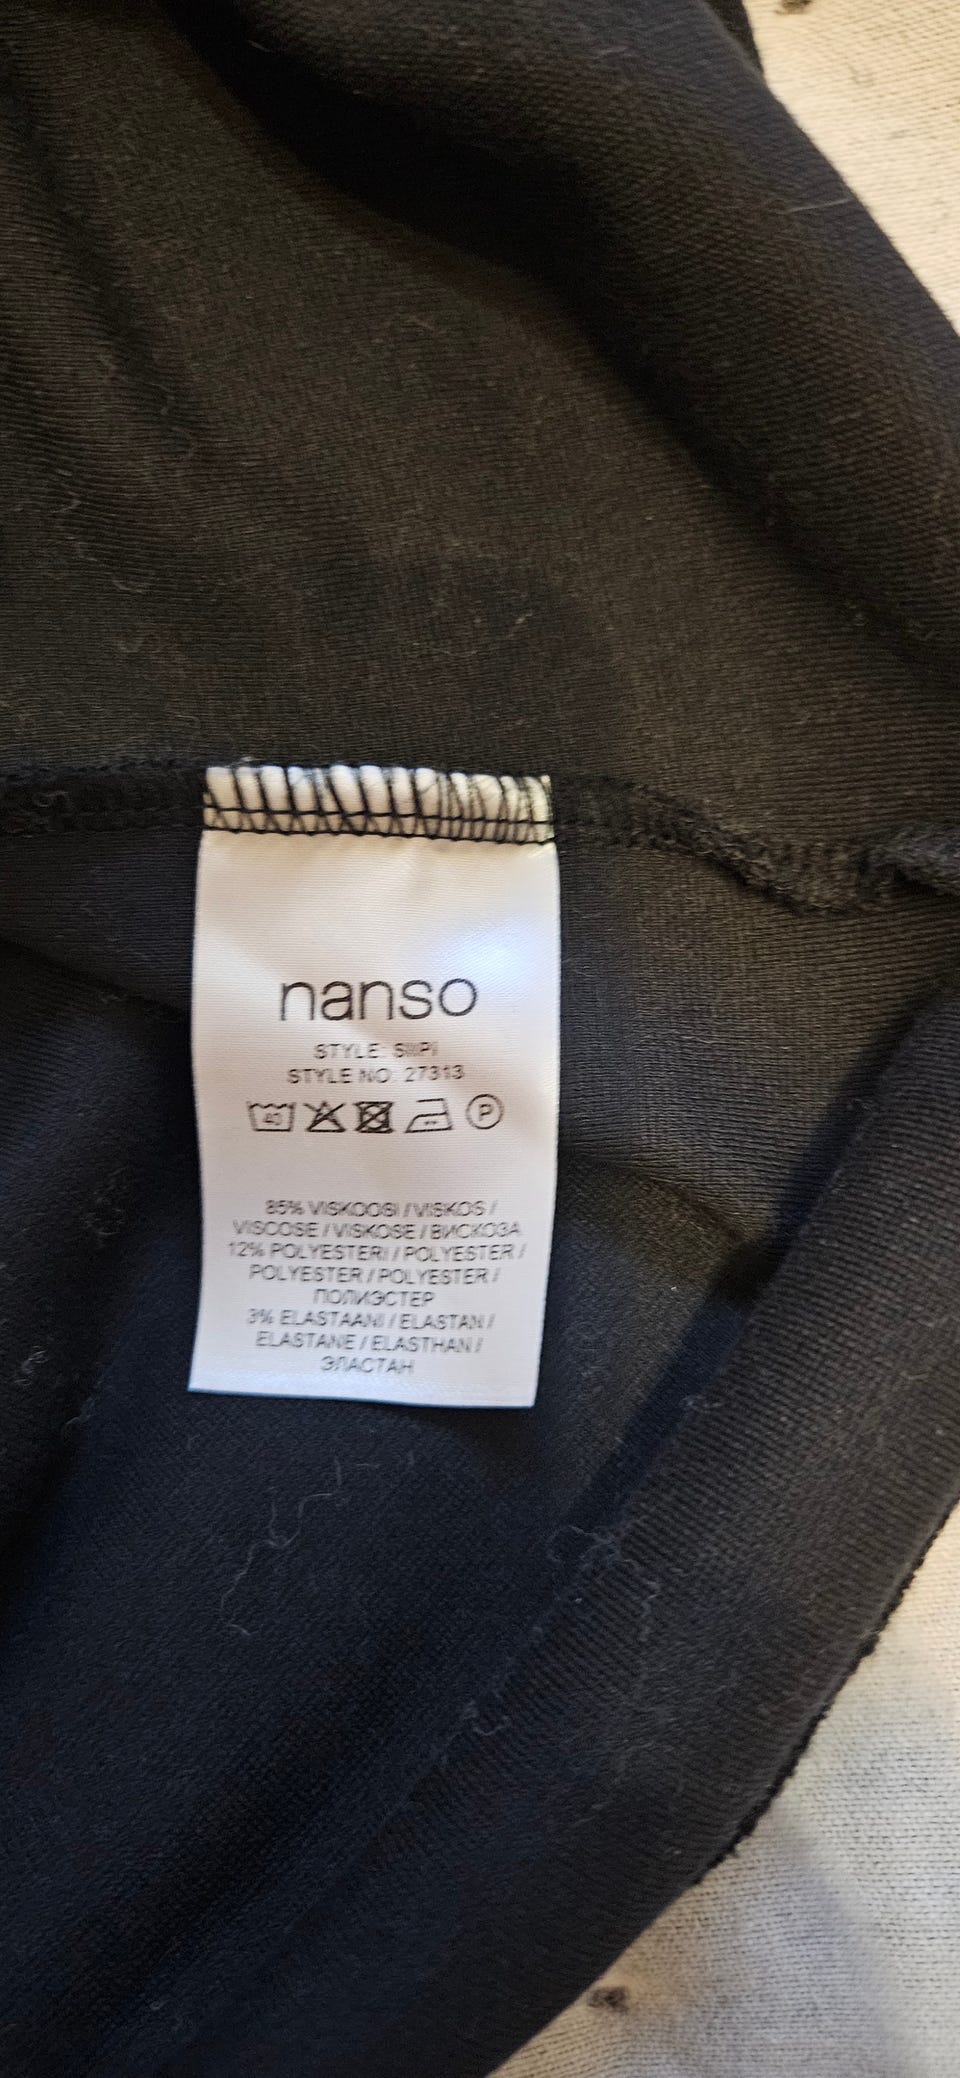 nanso
STYLE: SIIPI
STYLE NO: 27313
40 P
85% VISKOOSI / VISKOS /
VISCOSE / VISKOSE / ВИСКОЗА
12% POLYESTERI / POLYESTER /
POLYESTER / POLYESTER /
ПОЛИЭСТЕР
3% ELASTAANI / ELASTAN /
ELASTANE / ELASTHAN /
ЭЛАСТАН